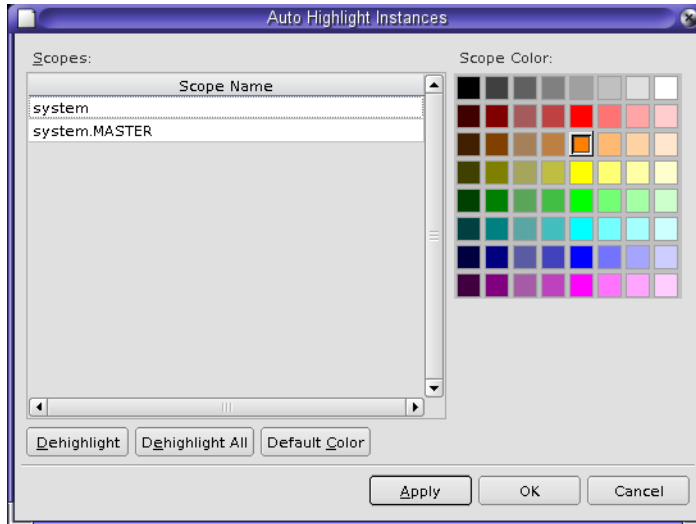 Auto Highlight Instances
Scopes:
Scope Color:
Scope Name
system
system.MASTER
Dehighlight
Dehighlight All
Default Color
Apply
OK
Cancel